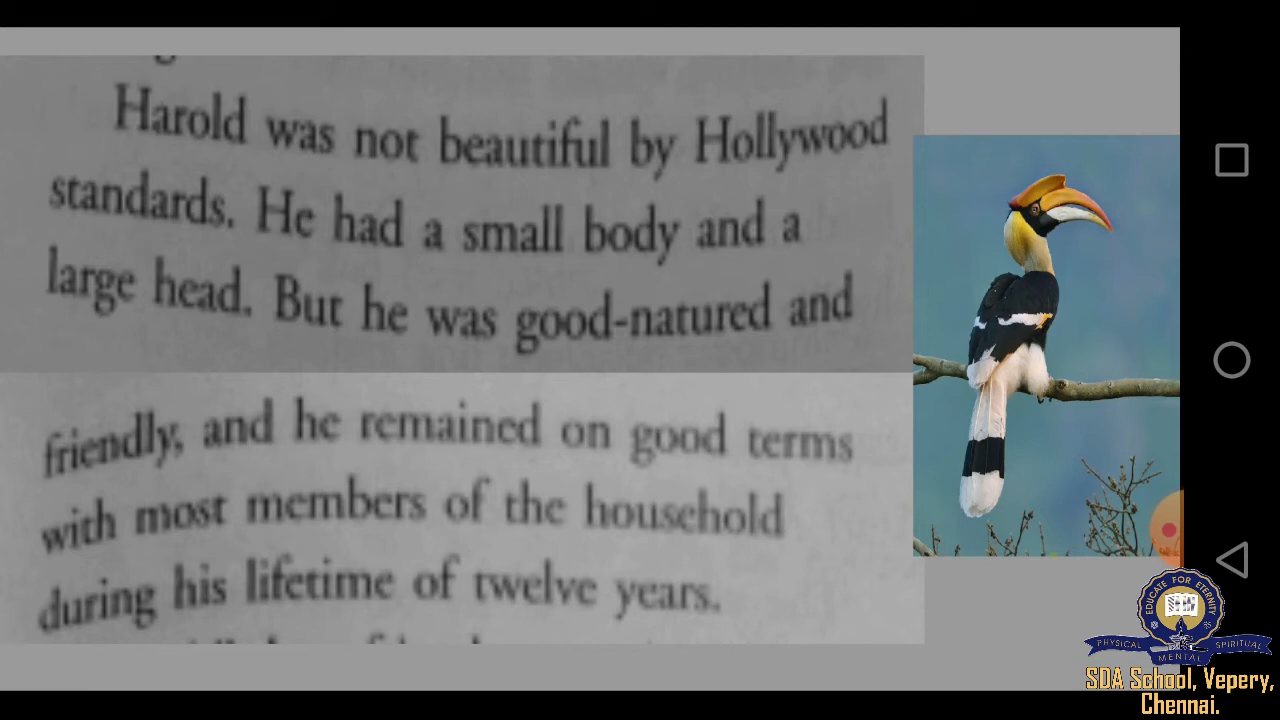 Harold was not beautiful by Hollywood
standards. He had a small body and a
large head. But he was good-natured and
friendly, and he remained on good terms
with most members of the household
during his lifetime of twelve years.
EDUCATE FOR ETERNITY
PHYSICAL MENTAL SPIRITUAL
SDA School, Vepery,
Chennai.